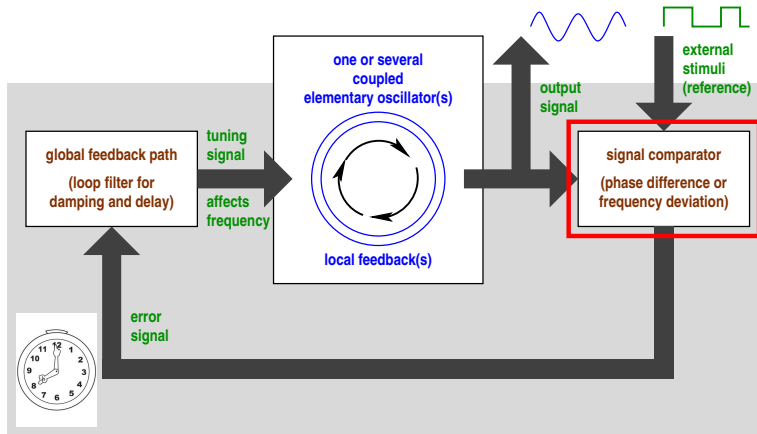 one or several
coupled
elementary oscillator(s)
local feedback(s)
output
signal
external
stimuli
(reference)
tuning
signal
affects
frequency
global feedback path
(loop filter for
damping and delay)
signal comparator
(phase difference or
frequency deviation)
error
signal
12
1
2
3
4
5
6
7
8
9
10
11